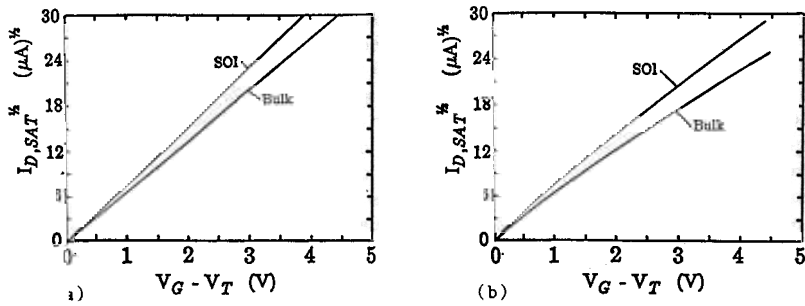 I_D,SAT^½ (μA)^½
30
24
18
12
6
0
SOI
Bulk
0 1 2 3 4 5
V_G - V_T (V)
a)
I_D,SAT^½ (μA)^½
30
24
18
12
6
0
SOI
Bulk
0 1 2 3 4 5
V_G - V_T (V)
(b)